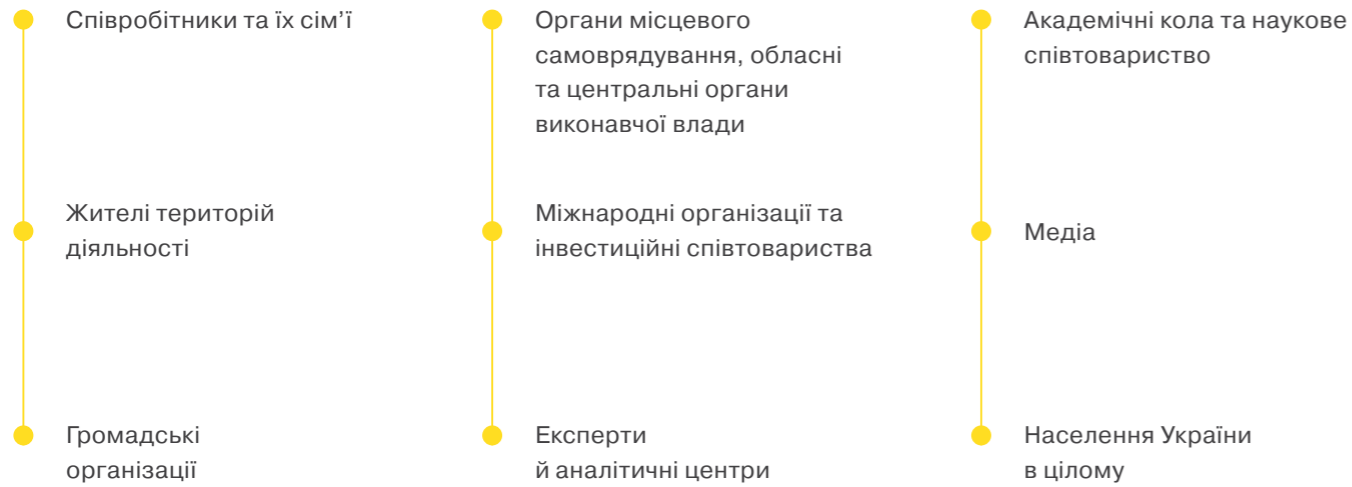 Співробітники та їх сім’ї
Жителі територій
діяльності
Громадські
організації
Органи місцевого
самоврядування, обласні
та центральні органи
виконавчої влади
Міжнародні організації та
інвестиційні співтовариства
Експерти
й аналітичні центри
Академічні кола та наукове
співтовариство
Медіа
Населення України
в цілому